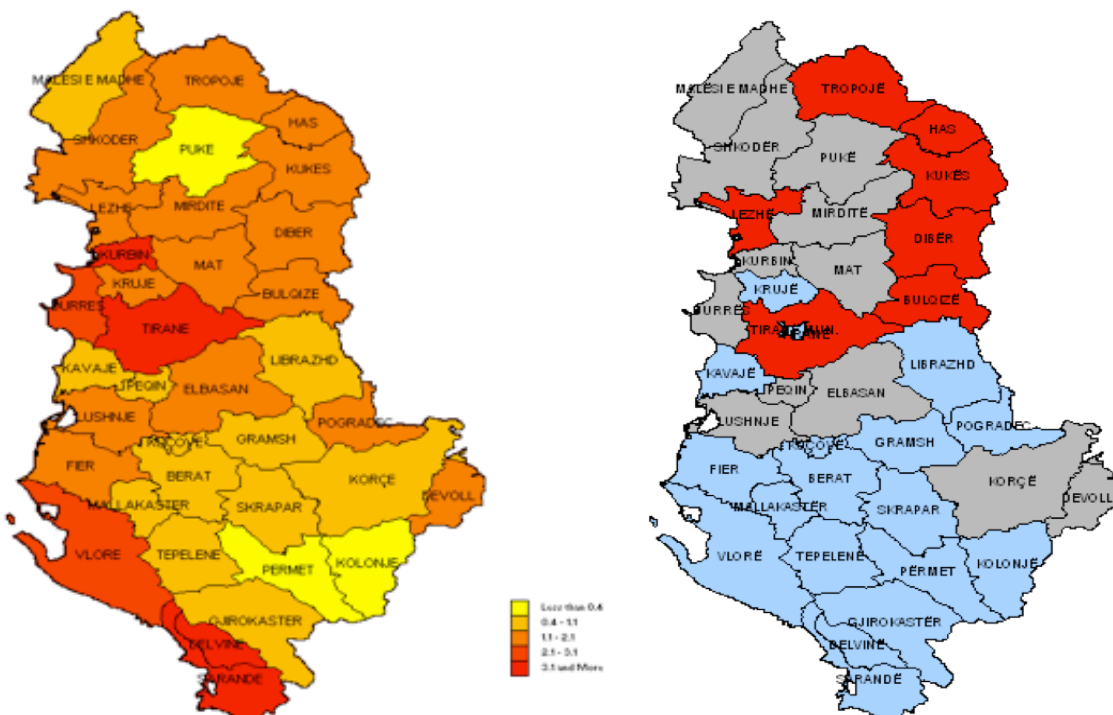 MALESI E MADHE
TROPOJE
HAS
SHKODER
PUKE
KUKES
LEZHE
MIRDITE
DIBER
KURBIN
MAT
KRUJE
BULQIZE
DURRES
TIRANE
LIBRAZHD
KAVAJE
PEQIN
ELBASAN
LUSHNJE
POGRADEC
GRAMSH
FIER
BERAT
KORÇE
DEVOLL
MALLAKASTER
SKRAPAR
VLORE
TEPELENE
PERMET
KOLONJE
GJIROKASTER
DELVINE
SARANDE
Less than 0.4
0.4 - 1.1
1.1 - 2.1
2.1 - 3.1
3.1 and More
MALËSI E MADHE
TROPOJË
HAS
SHKODËR
PUKË
KUKËS
LEZHË
MIRDITË
DIBËR
KURBIN
MAT
KRUJË
BULQIZË
DURRËS
LIBRAZHD
KAVAJË
PEQIN
ELBASAN
LUSHNJE
POGRADEC
GRAMSH
FIER
BERAT
KORÇË
DEVOLL
MALLAKASTËR
SKRAPAR
VLORË
TEPELENË
PËRMET
KOLONJË
GJIROKASTËR
DELVINË
SARANDË